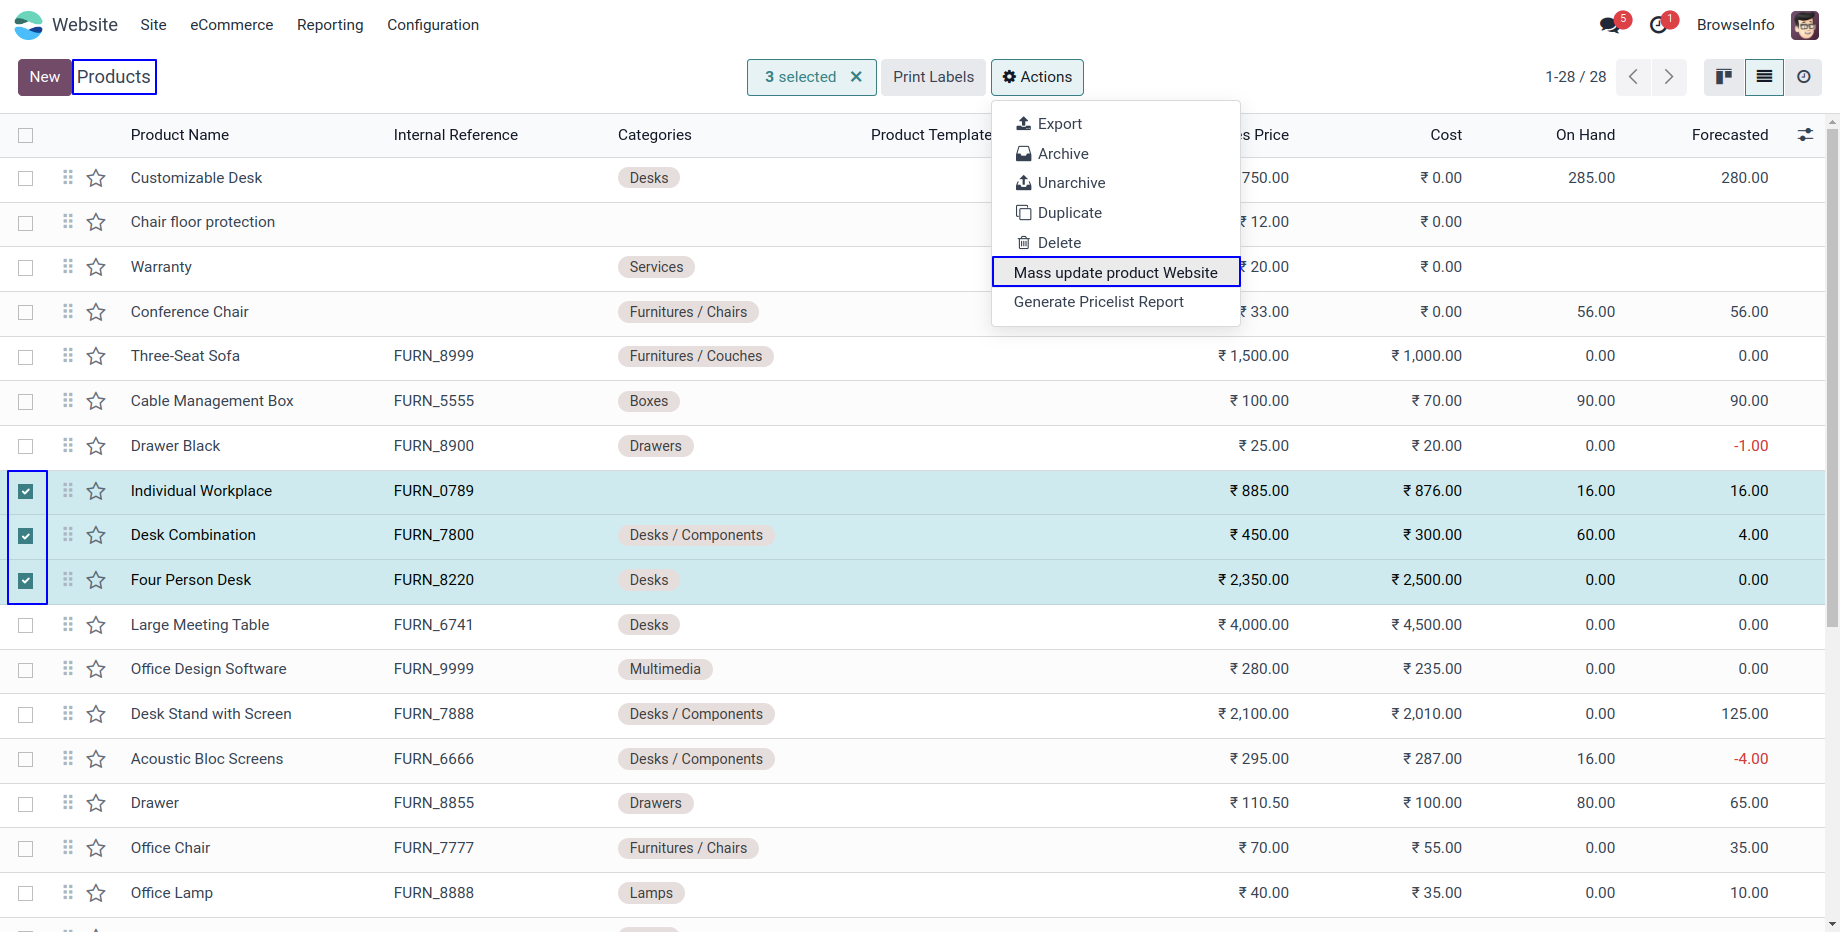 Website Site eCommerce Reporting Configuration 5 1 BrowseInfo
New Products 3 selected × Print Labels Actions 1-28 / 28
Product Name Internal Reference Categories Product Template s Price Cost On Hand Forecasted
Export
Archive
Unarchive
Duplicate
Delete
Mass update product Website
Generate Pricelist Report
Customizable Desk Desks 750.00 ₹ 0.00 285.00 280.00
Chair floor protection ₹ 12.00 ₹ 0.00
Warranty Services ₹ 20.00 ₹ 0.00
Conference Chair Furnitures / Chairs ₹ 33.00 ₹ 0.00 56.00 56.00
Three-Seat Sofa FURN_8999 Furnitures / Couches ₹ 1,500.00 ₹ 1,000.00 0.00 0.00
Cable Management Box FURN_5555 Boxes ₹ 100.00 ₹ 70.00 90.00 90.00
Drawer Black FURN_8900 Drawers ₹ 25.00 ₹ 20.00 0.00 -1.00
Individual Workplace FURN_0789 ₹ 885.00 ₹ 876.00 16.00 16.00
Desk Combination FURN_7800 Desks / Components ₹ 450.00 ₹ 300.00 60.00 4.00
Four Person Desk FURN_8220 Desks ₹ 2,350.00 ₹ 2,500.00 0.00 0.00
Large Meeting Table FURN_6741 Desks ₹ 4,000.00 ₹ 4,500.00 0.00 0.00
Office Design Software FURN_9999 Multimedia ₹ 280.00 ₹ 235.00 0.00 0.00
Desk Stand with Screen FURN_7888 Desks / Components ₹ 2,100.00 ₹ 2,010.00 0.00 125.00
Acoustic Bloc Screens FURN_6666 Desks / Components ₹ 295.00 ₹ 287.00 16.00 -4.00
Drawer FURN_8855 Drawers ₹ 110.50 ₹ 100.00 80.00 65.00
Office Chair FURN_7777 Furnitures / Chairs ₹ 70.00 ₹ 55.00 0.00 35.00
Office Lamp FURN_8888 Lamps ₹ 40.00 ₹ 35.00 0.00 10.00